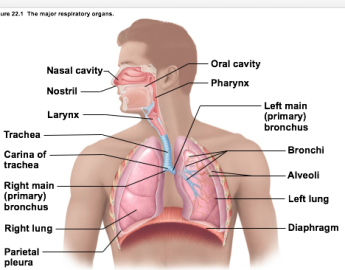 ure 22.1 The major respiratory organs.
Nasal cavity
Nostril
Larynx
Trachea
Carina of
trachea
Right main
(primary)
bronchus
Right lung
Parietal
pleura
Oral cavity
Pharynx
Left main
(primary)
bronchus
Bronchi
Alveoli
Left lung
Diaphragm